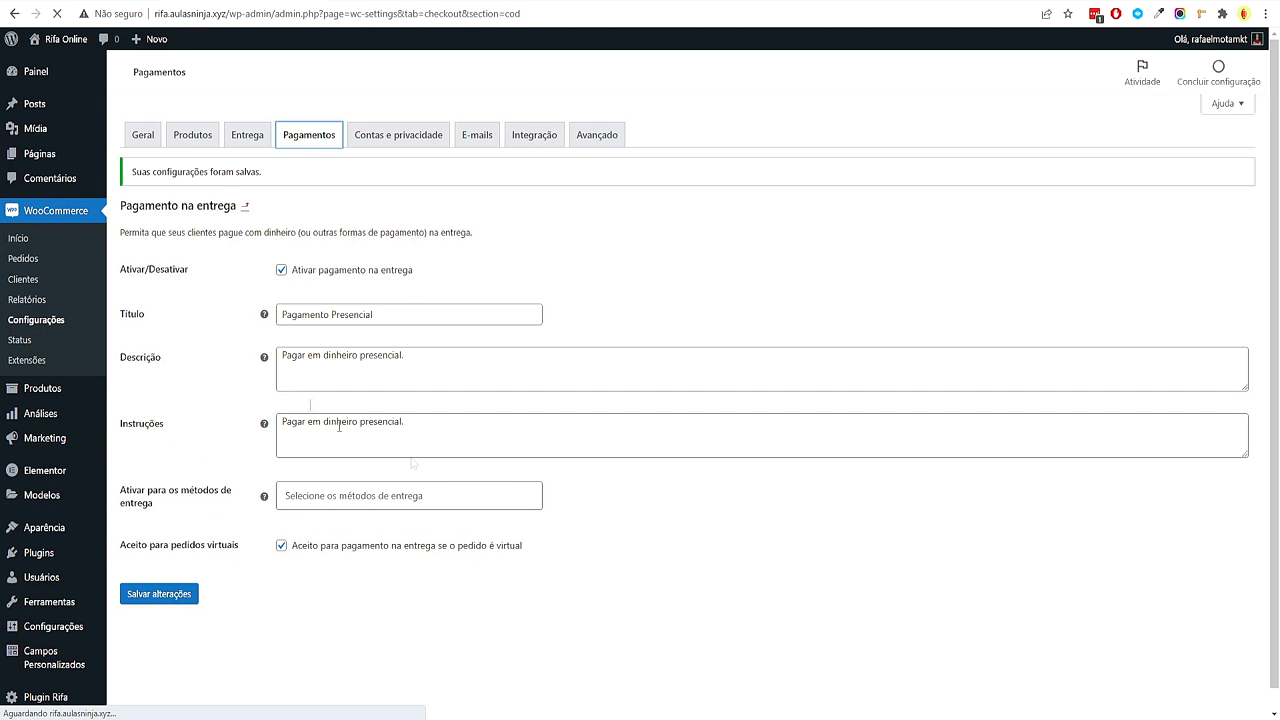 Não seguro
rifa.aulasninja.xyz/wp-admin/admin.php?page=wc-settings&tab=checkout&section=cod
1
Rifa Online
0
Novo
Olá, rafaelmotamkt
Painel
Posts
Mídia
Páginas
Comentários
WooCommerce
Início
Pedidos
Clientes
Relatórios
Configurações
Status
Extensões
Produtos
Análises
Marketing
Elementor
Modelos
Aparência
Plugins
Usuários
Ferramentas
Configurações
Campos
Personalizados
Plugin Rifa
Pagamentos
Atividade
Concluir configuração
Ajuda
Geral
Produtos
Entrega
Pagamentos
Contas e privacidade
E-mails
Integração
Avançado
Suas configurações foram salvas.
Pagamento na entrega
Permita que seus clientes pague com dinheiro (ou outras formas de pagamento) na entrega.
Ativar/Desativar
Ativar pagamento na entrega
Título
Pagamento Presencial
Descrição
Pagar em dinheiro presencial.
Instruções
Pagar em dinheiro presencial.
Ativar para os métodos de
entrega
Selecione os métodos de entrega
Aceito para pedidos virtuais
Aceito para pagamento na entrega se o pedido é virtual
Salvar alterações
Aguardando rifa.aulasninja.xyz...